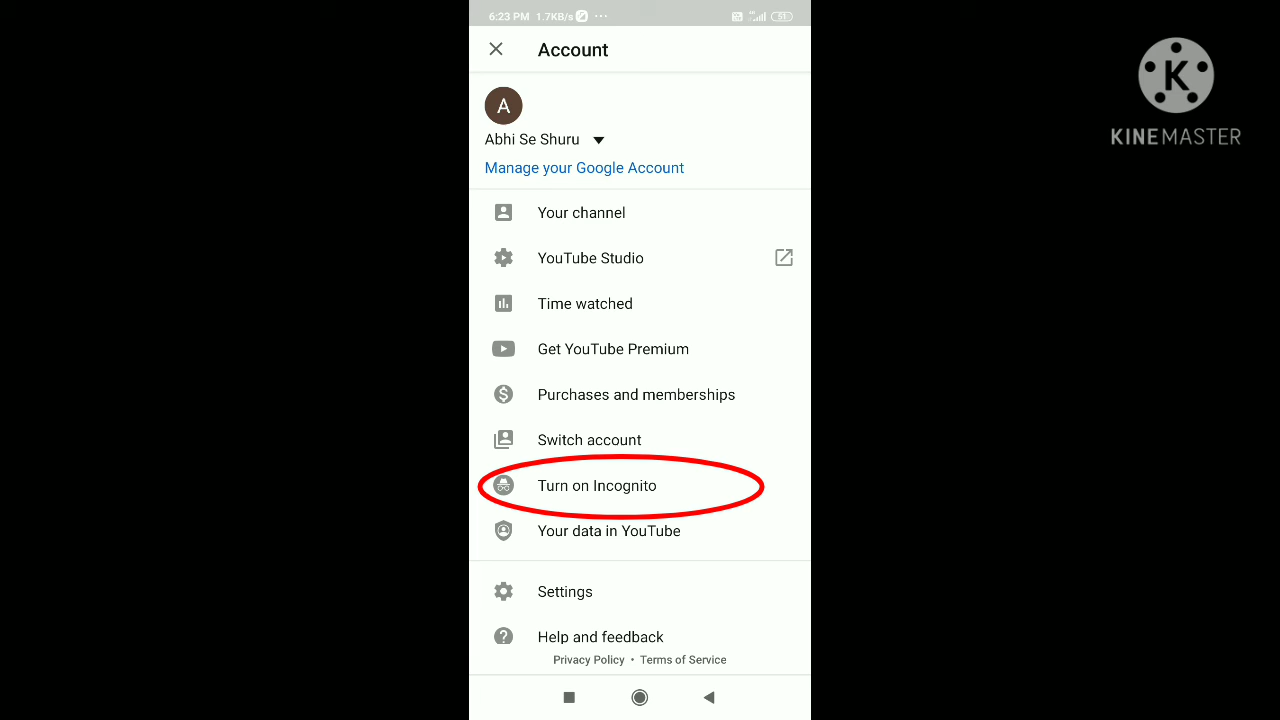 6:23 PM 1.7KB/s ...
51
Account
A
Abhi Se Shuru
Manage your Google Account
Your channel
YouTube Studio
Time watched
Get YouTube Premium
Purchases and memberships
Switch account
Turn on Incognito
Your data in YouTube
Settings
Help and feedback
Privacy Policy • Terms of Service
K
KINEMASTER